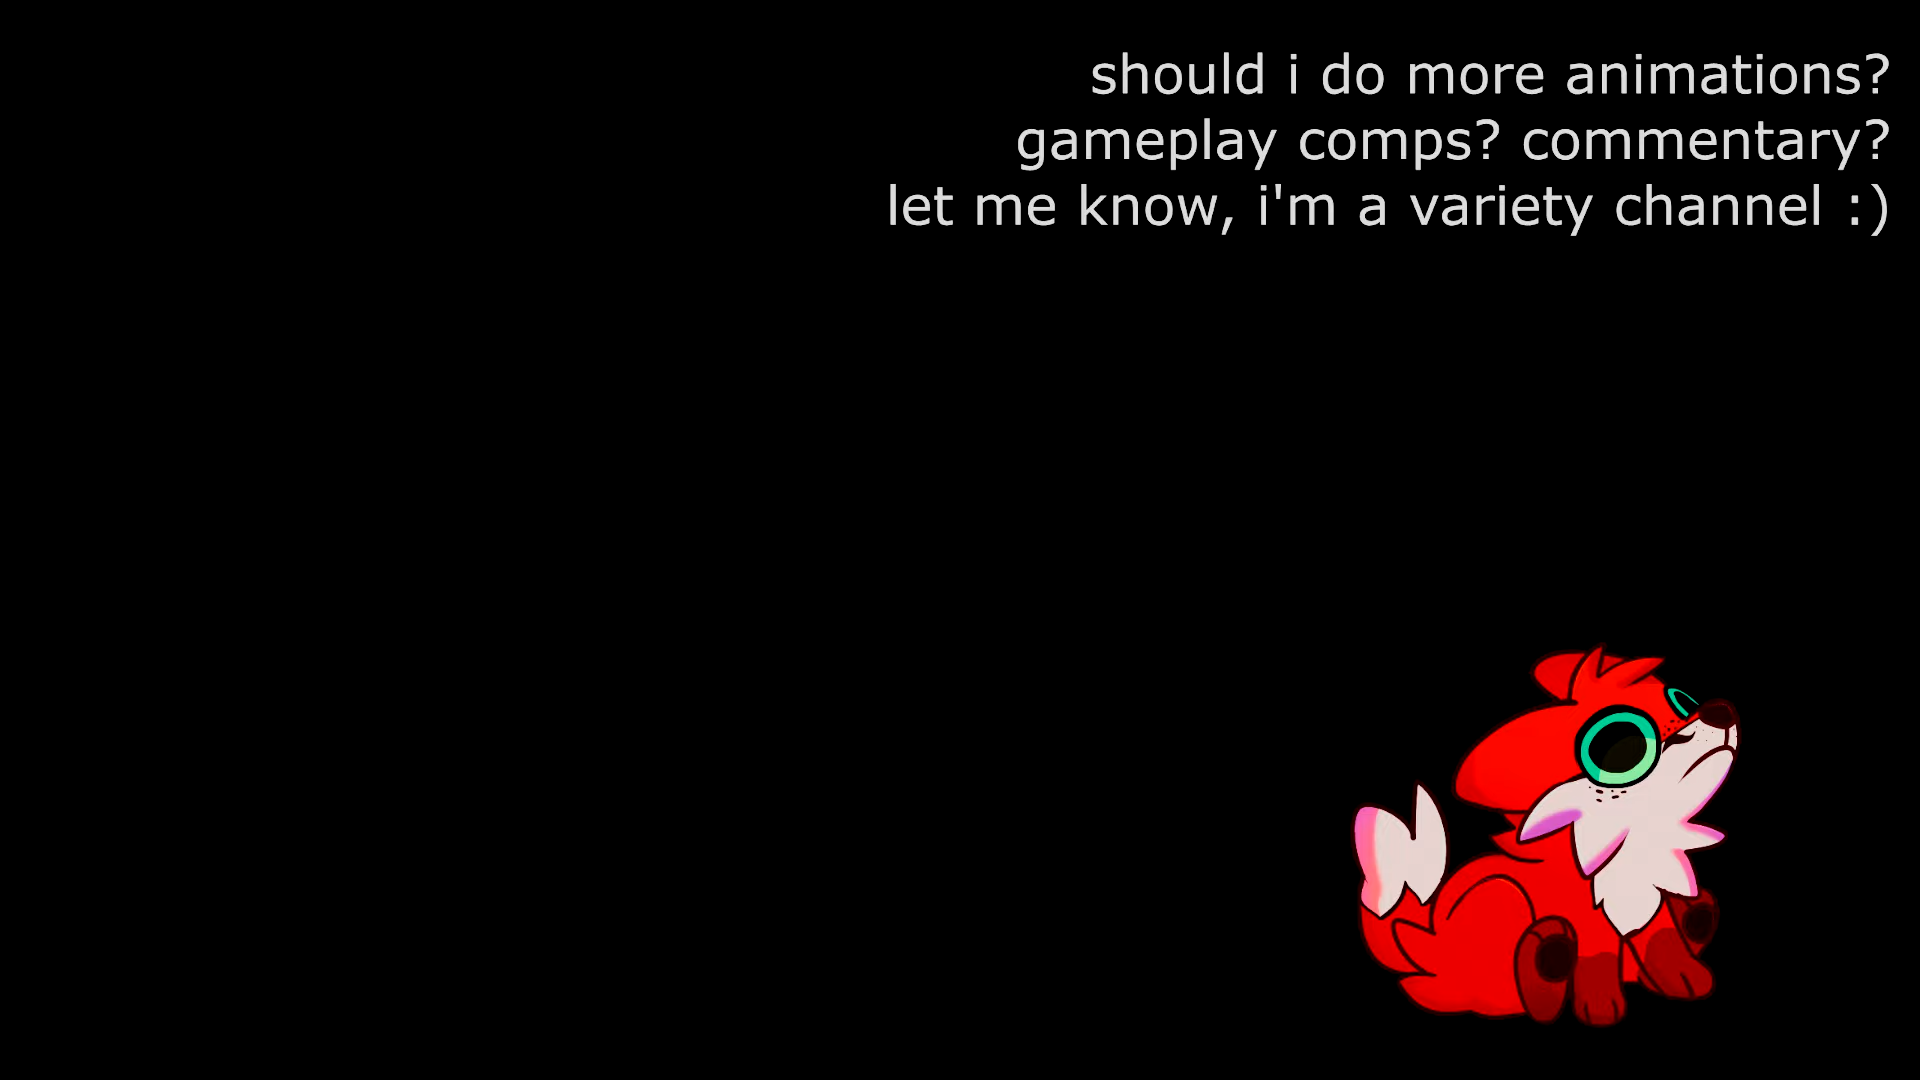 should i do more animations?
gameplay comps? commentary?
let me know, i'm a variety channel :)